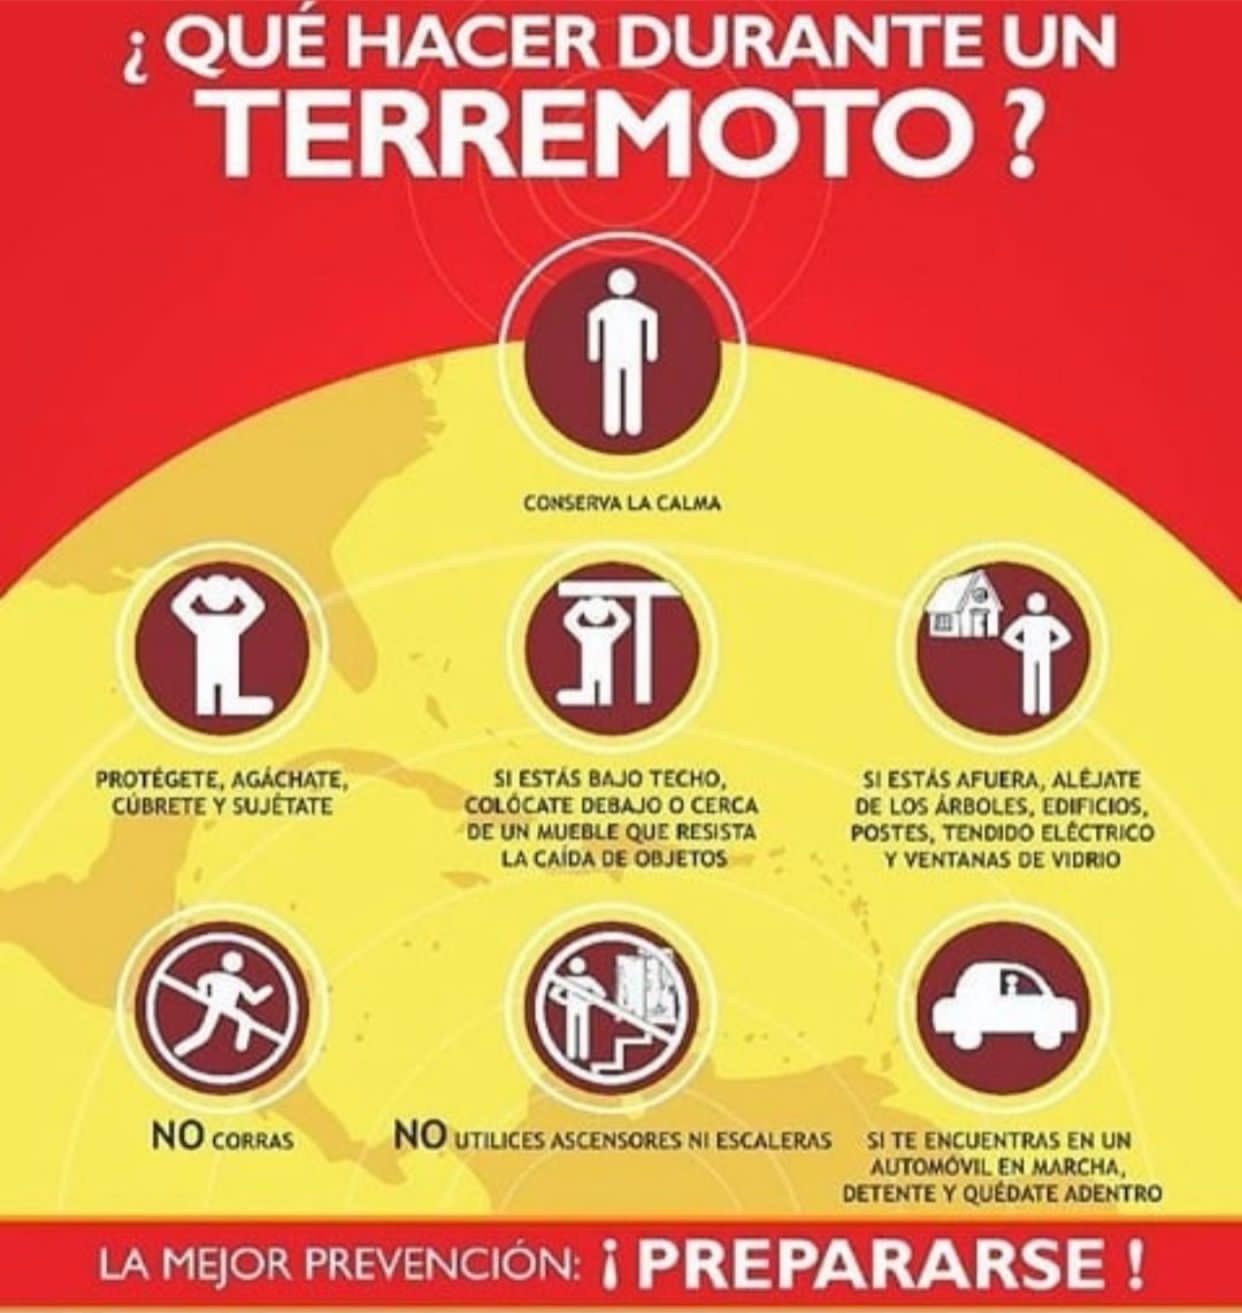 ¿ QUÉ HACER DURANTE UN
TERREMOTO ?
CONSERVA LA CALMA
PROTÉGETE, AGÁCHATE,
CÚBRETE Y SUJÉTATE
SI ESTÁS BAJO TECHO,
COLÓCATE DEBAJO O CERCA
DE UN MUEBLE QUE RESISTA
LA CAÍDA DE OBJETOS
SI ESTÁS AFUERA, ALÉJATE
DE LOS ÁRBOLES, EDIFICIOS,
POSTES, TENDIDO ELÉCTRICO
Y VENTANAS DE VIDRIO
NO CORRAS
NO UTILICES ASCENSORES NI ESCALERAS
SI TE ENCUENTRAS EN UN
AUTOMÓVIL EN MARCHA,
DETENTE Y QUÉDATE ADENTRO
LA MEJOR PREVENCIÓN: ¡ PREPARARSE !